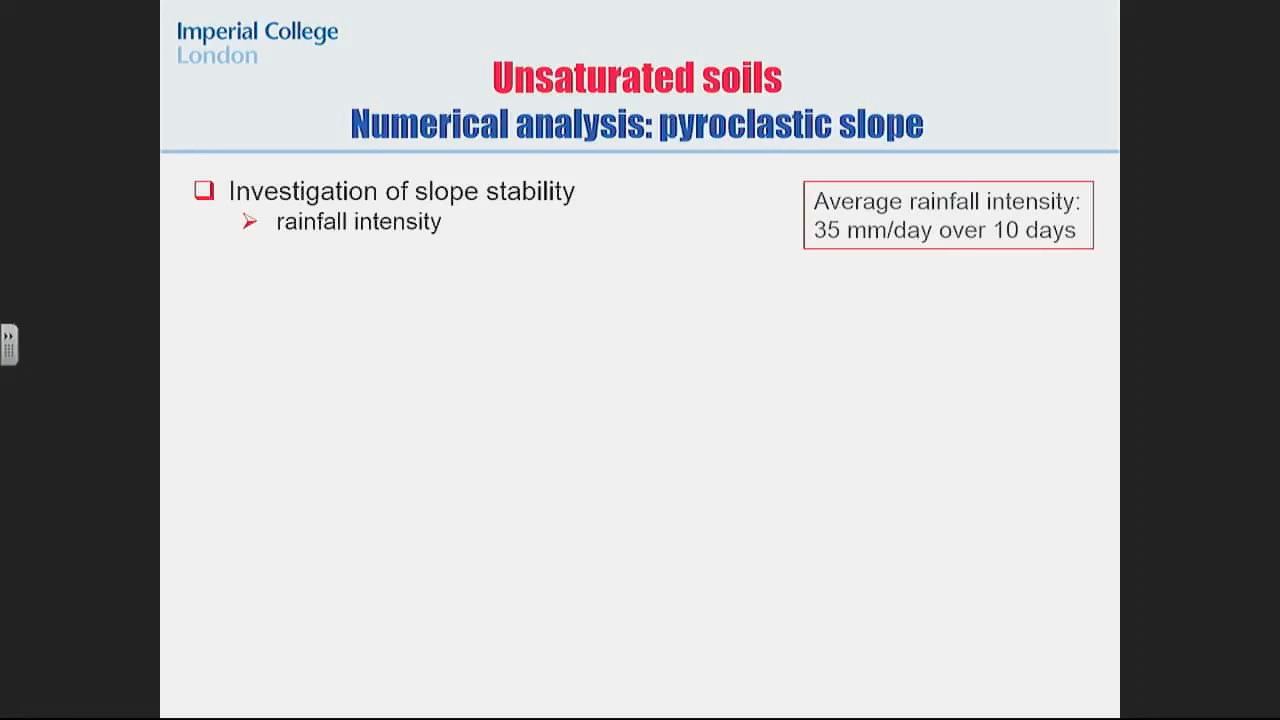 Imperial College
London
Unsaturated soils
Numerical analysis: pyroclastic slope
Investigation of slope stability
rainfall intensity
Average rainfall intensity:
35 mm/day over 10 days